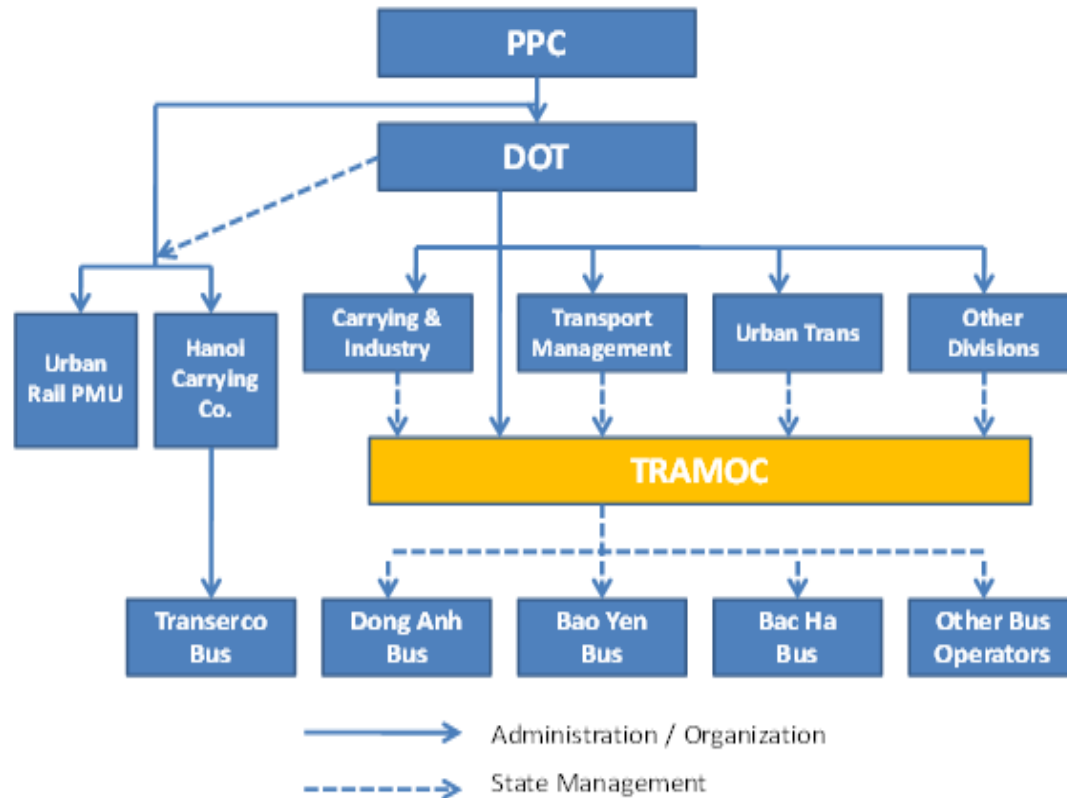 PPC
DOT
Carrying &
Industry
Transport
Management
Urban Trans
Other
Divisions
Urban
Rail PMU
Hanoi
Carrying
Co.
TRAMOC
Transerco
Bus
Dong Anh
Bus
Bao Yen
Bus
Bac Ha
Bus
Other Bus
Operators
Administration / Organization
State Management